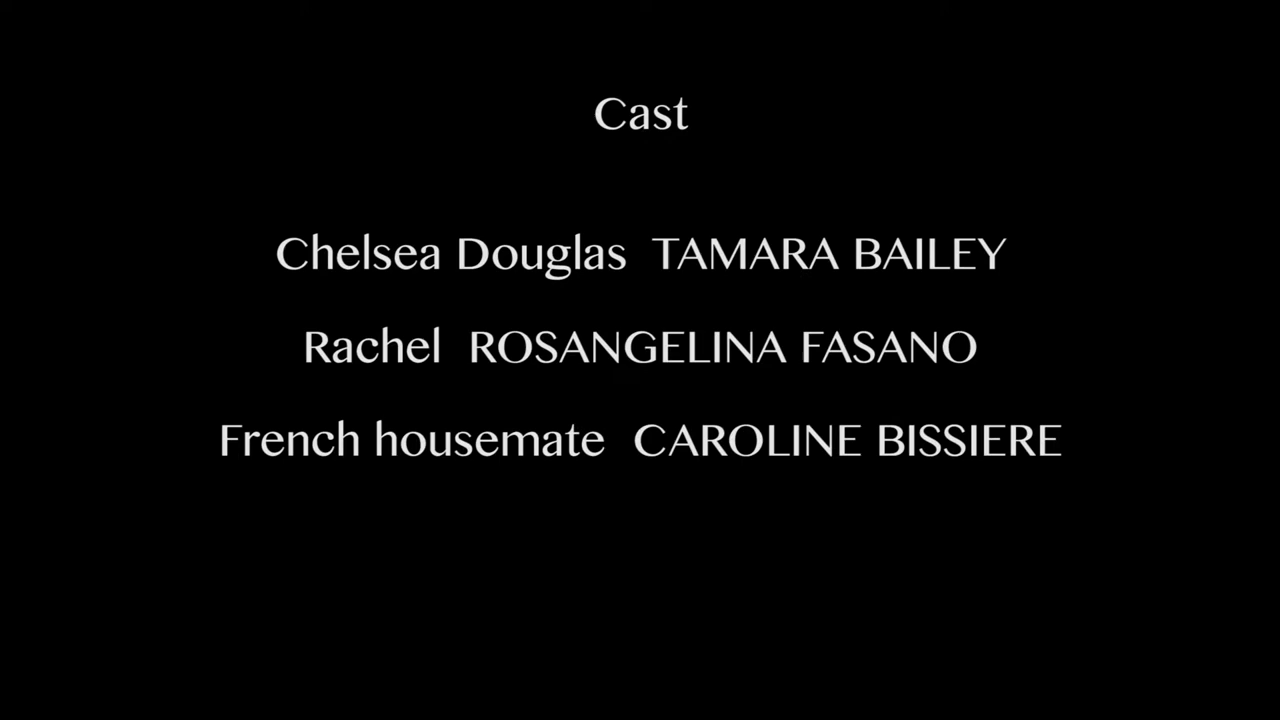 Cast
Chelsea Douglas TAMARA BAILEY
Rachel ROSANGELINA FASANO
French housemate CAROLINE BISSIERE